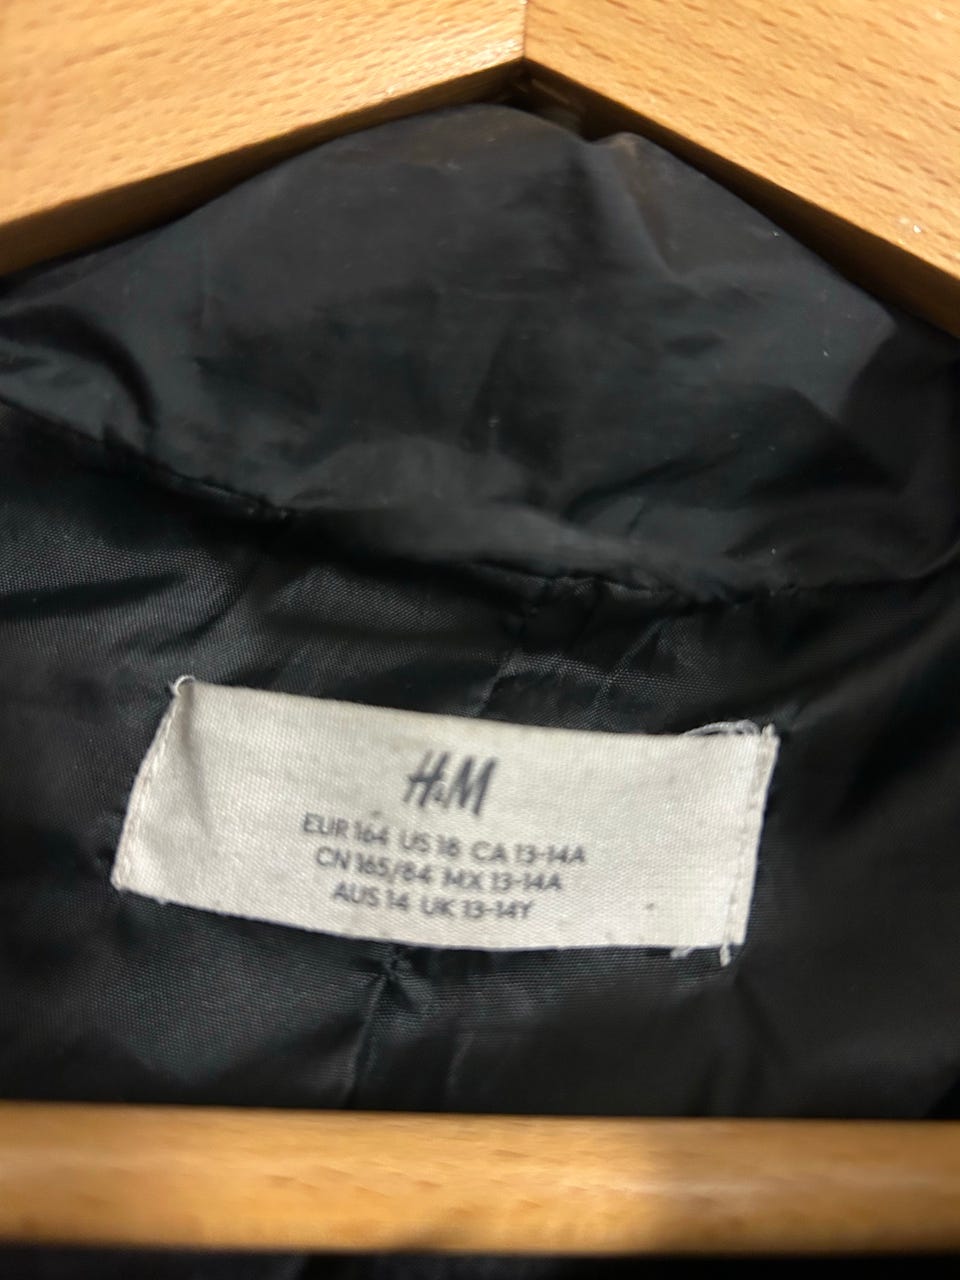 H&M
EUR 164 US 18 CA 13-14A
CN 165/84 MX 13-14A
AUS 14 UK 13-14Y